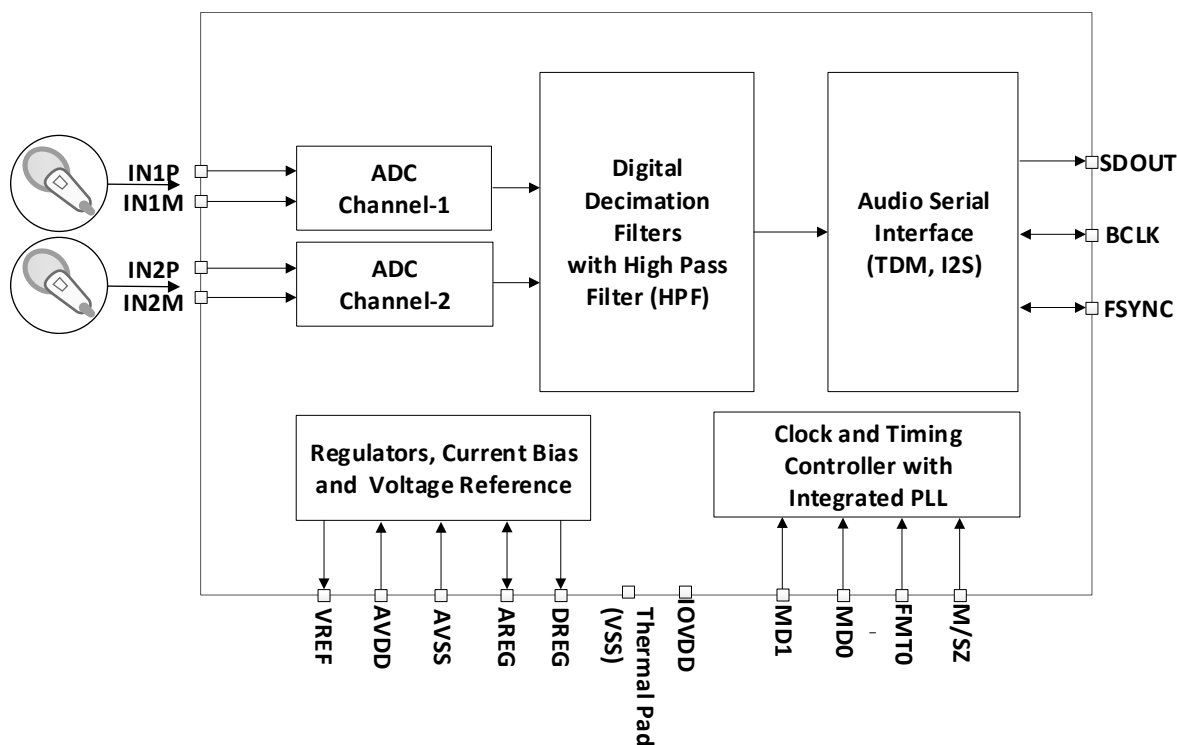 IN1P
IN1M
IN2P
IN2M
ADC
Channel-1
ADC
Channel-2
Digital
Decimation
Filters
with High Pass
Filter (HPF)
Audio Serial
Interface
(TDM, I2S)
SDOUT
BCLK
FSYNC
Regulators, Current Bias
and Voltage Reference
Clock and Timing
Controller with
Integrated PLL
VREF
AVDD
AVSS
AREG
DREG
Thermal Pad
(VSS)
IOVDD
MD1
MD0
FMT0
M/SZ